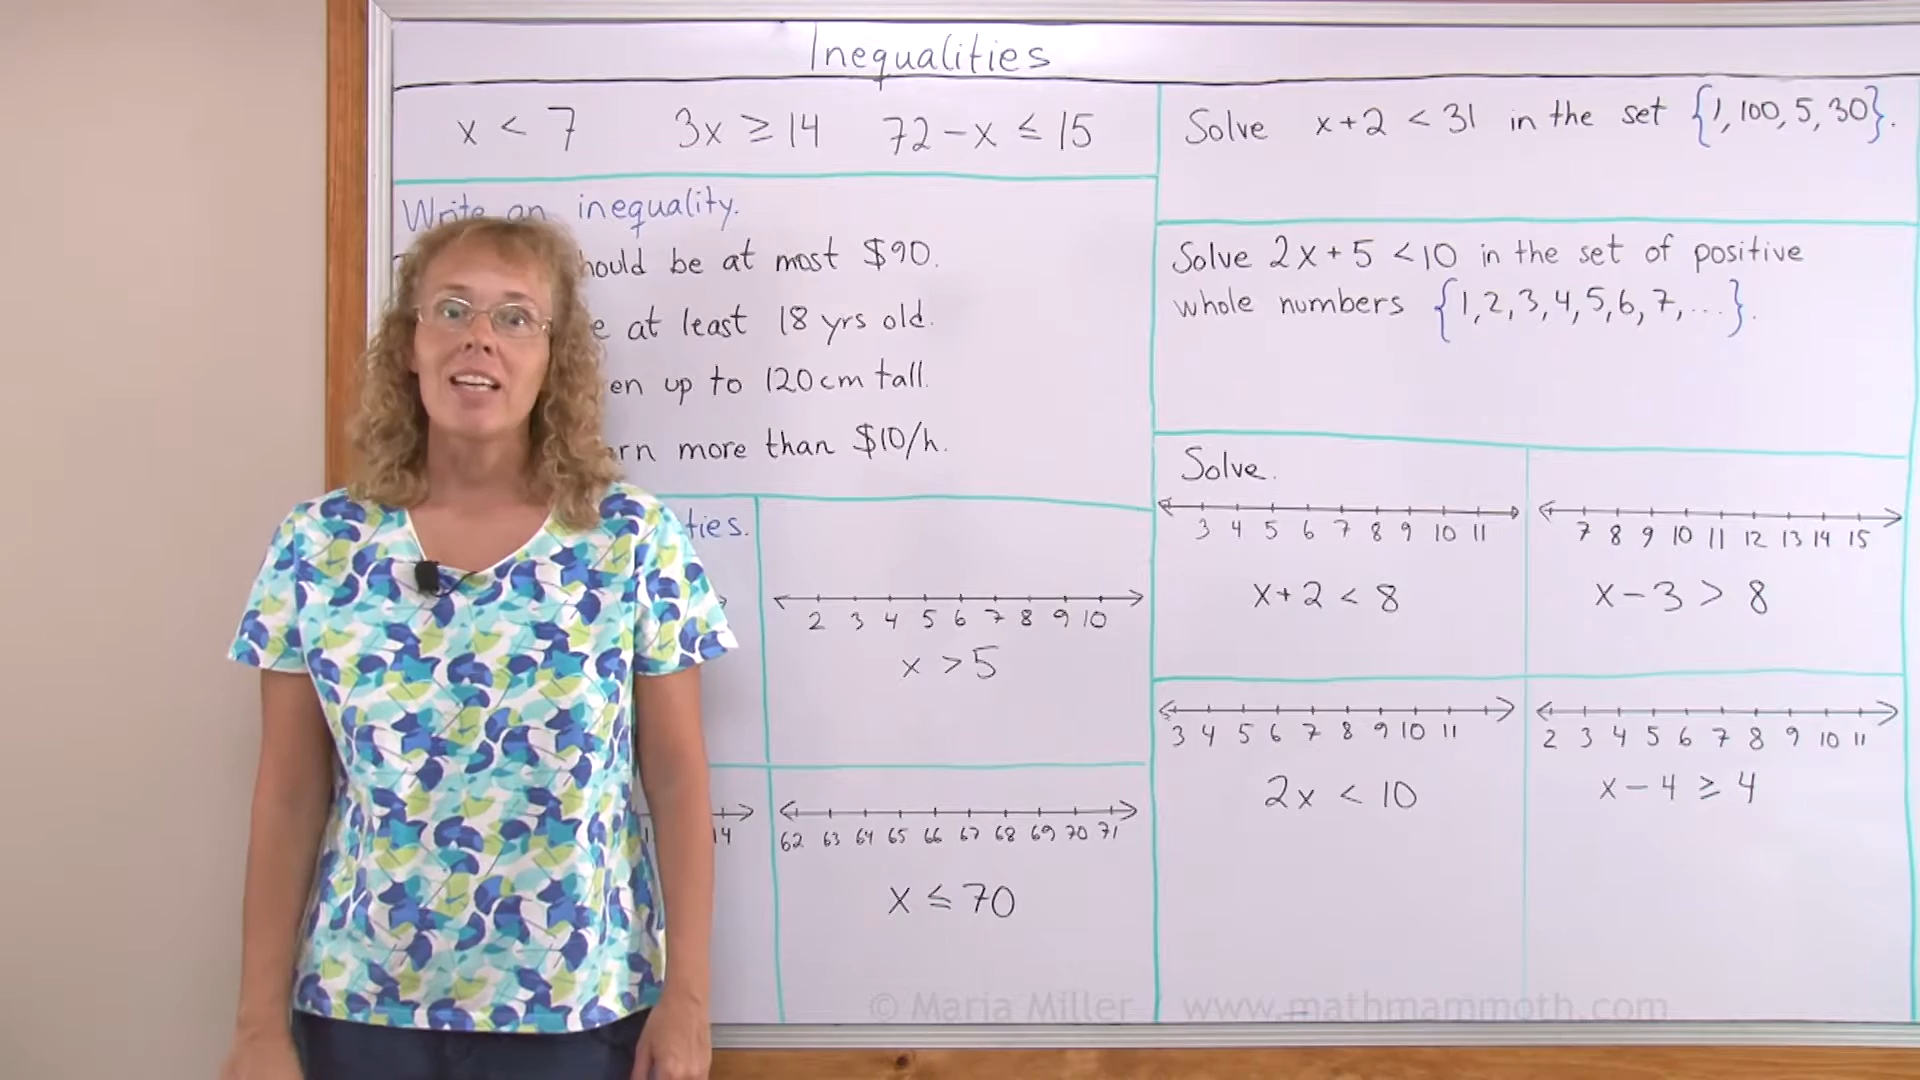 Inequalities
x < 7 3x ≥ 14 72 - x ≤ 15
Write an inequality.
hould be at most $90.
e at least 18 yrs old.
en up to 120cm tall.
rn more than $10/h.
ties.
2 3 4 5 6 7 8 9 10
x > 5
14
62 63 64 65 66 67 68 69 70 71
x ≤ 70
Solve x + 2 < 31 in the set {1, 100, 5, 30}.
Solve 2x + 5 < 10 in the set of positive
whole numbers {1, 2, 3, 4, 5, 6, 7, ...}.
Solve.
3 4 5 6 7 8 9 10 11
x + 2 < 8
7 8 9 10 11 12 13 14 15
x - 3 > 8
3 4 5 6 7 8 9 10 11
2x < 10
2 3 4 5 6 7 8 9 10 11
x - 4 ≥ 4
© Maria Miller / www.mathmammoth.com